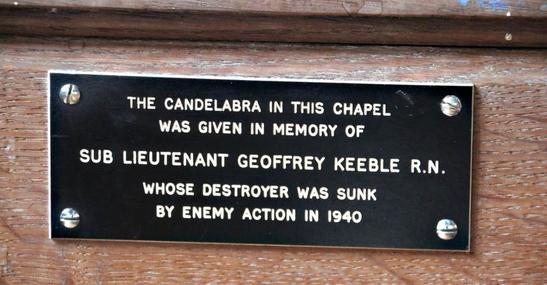 THE CANDELABRA IN THIS CHAPEL
WAS GIVEN IN MEMORY OF
SUB LIEUTENANT GEOFFREY KEEBLE R.N.
WHOSE DESTROYER WAS SUNK
BY ENEMY ACTION IN 1940